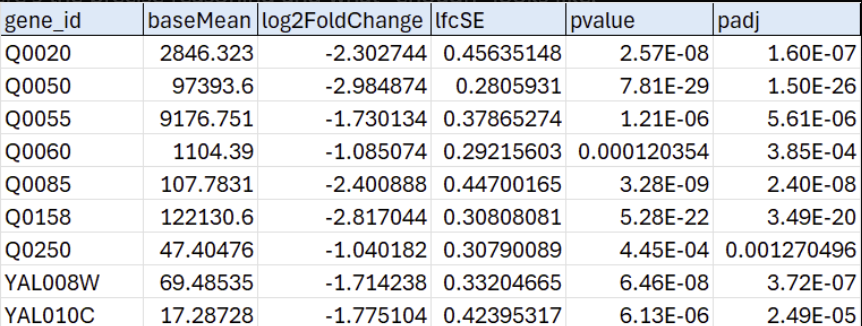 gene_id baseMean log2FoldChange lfcSE pvalue padj
Q0020 2846.323 -2.302744 0.45635148 2.57E-08 1.60E-07
Q0050 97393.6 -2.984874 0.2805931 7.81E-29 1.50E-26
Q0055 9176.751 -1.730134 0.37865274 1.21E-06 5.61E-06
Q0060 1104.39 -1.085074 0.29215603 0.000120354 3.85E-04
Q0085 107.7831 -2.400888 0.44700165 3.28E-09 2.40E-08
Q0158 122130.6 -2.817044 0.30808081 5.28E-22 3.49E-20
Q0250 47.40476 -1.040182 0.30790089 4.45E-04 0.001270496
YAL008W 69.48535 -1.714238 0.33204665 6.46E-08 3.72E-07
YAL010C 17.28728 -1.775104 0.42395317 6.13E-06 2.49E-05